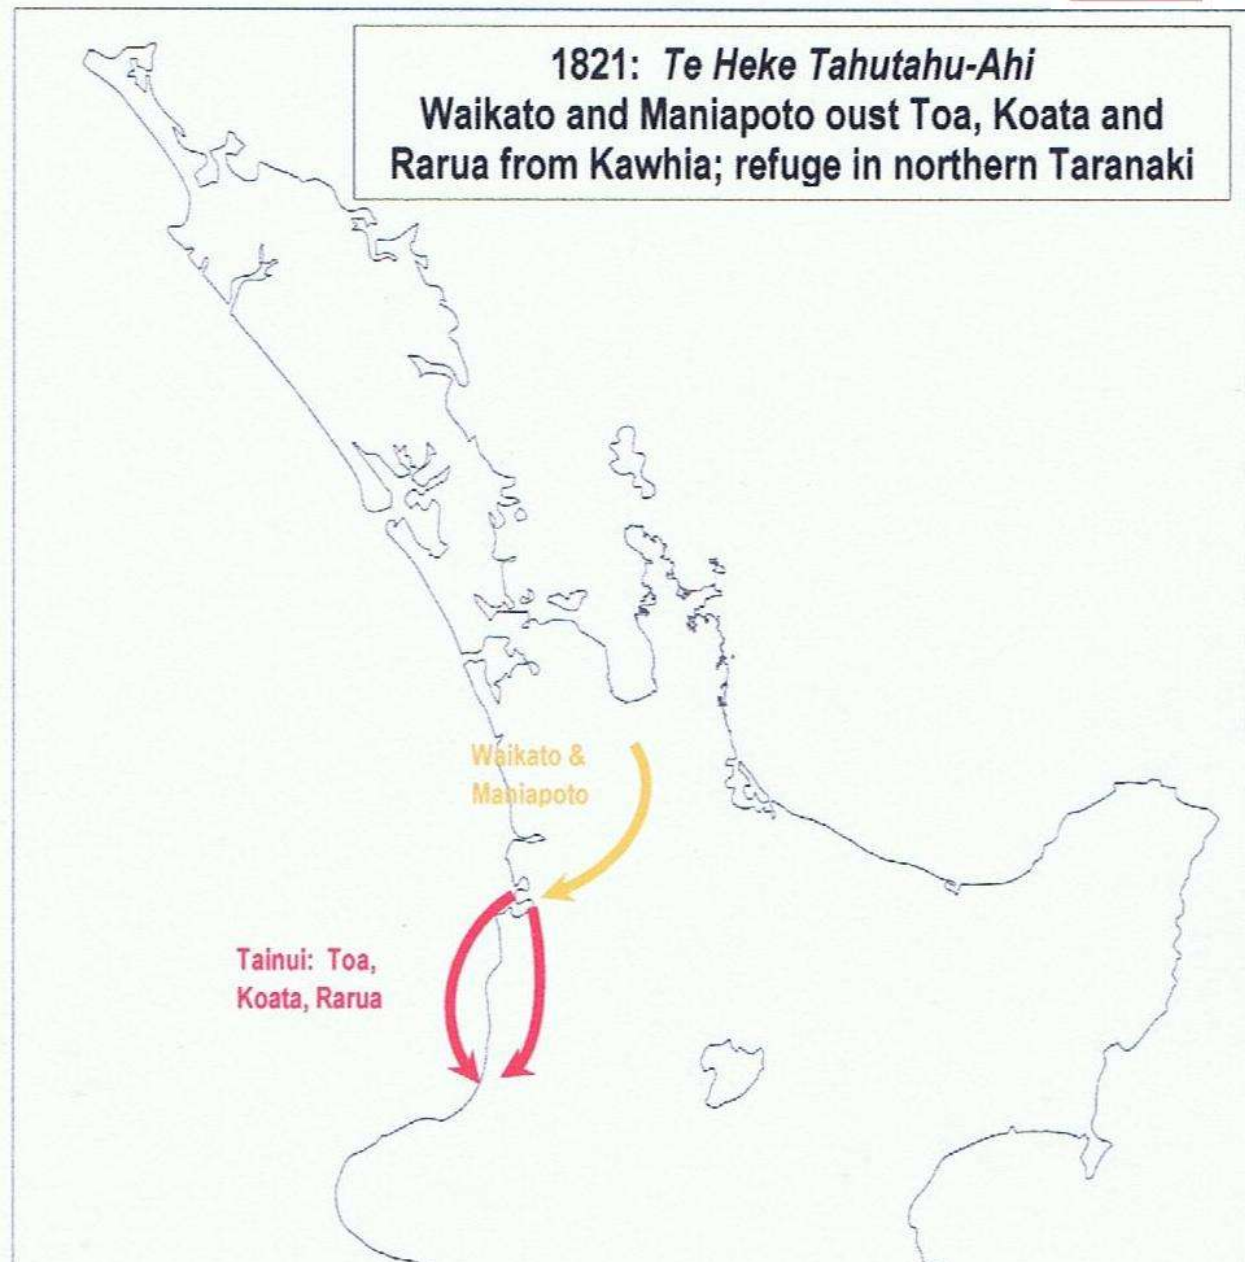 1821: Te Heke Tahutahu-Ahi
Waikato and Maniapoto oust Toa, Koata and
Rarua from Kawhia; refuge in northern Taranaki
Waikato &
Maniapoto
Tainui: Toa,
Koata, Rarua